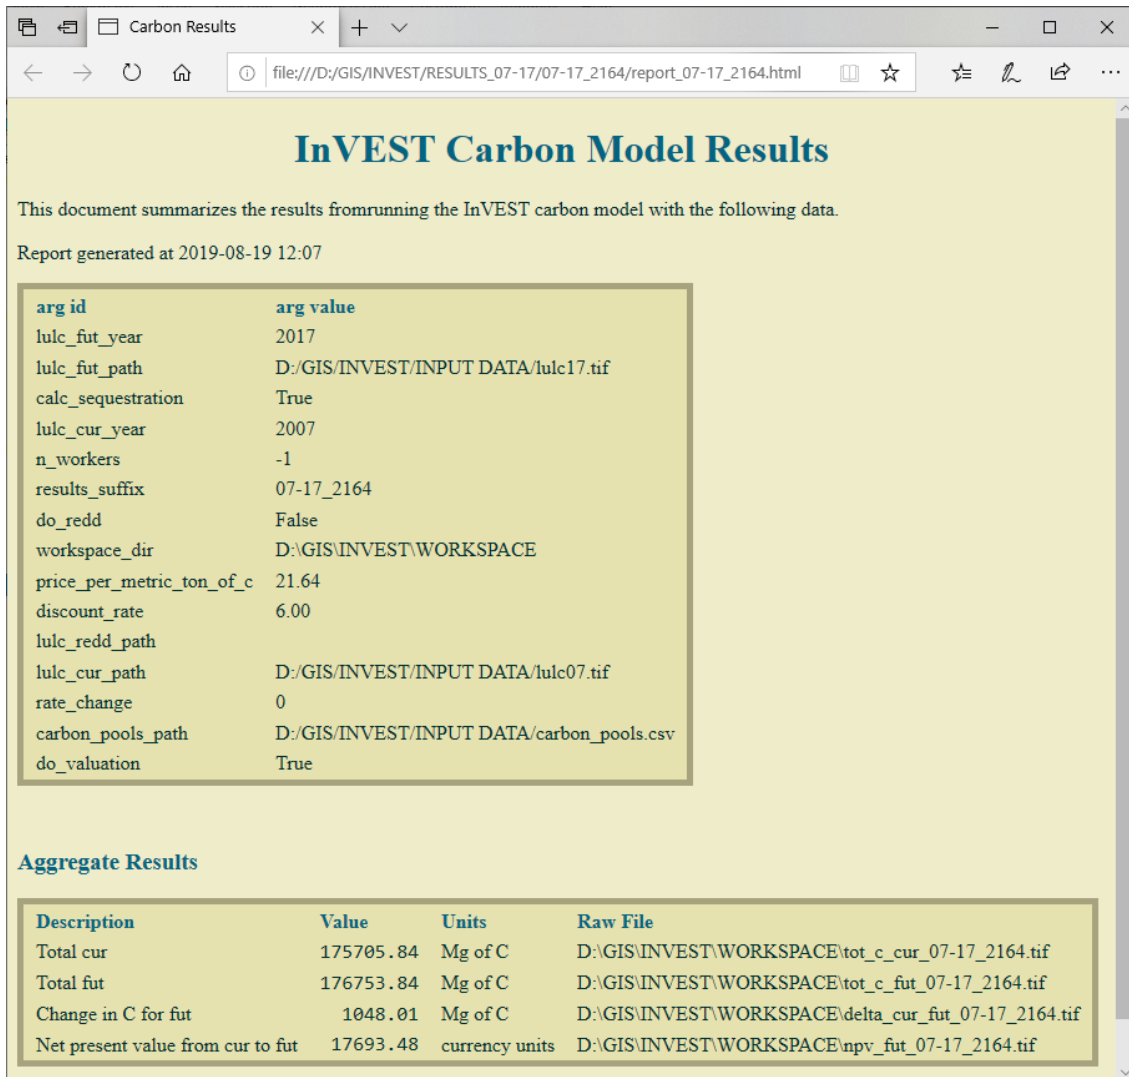 Carbon Results
file:///D:/GIS/INVEST/RESULTS_07-17/07-17_2164/report_07-17_2164.html
InVEST Carbon Model Results
This document summarizes the results fromrunning the InVEST carbon model with the following data.
Report generated at 2019-08-19 12:07
arg id arg value
lulc_fut_year 2017
lulc_fut_path D:/GIS/INVEST/INPUT DATA/lulc17.tif
calc_sequestration True
lulc_cur_year 2007
n_workers -1
results_suffix 07-17_2164
do_redd False
workspace_dir D:\GIS\INVEST\WORKSPACE
price_per_metric_ton_of_c 21.64
discount_rate 6.00
lulc_redd_path
lulc_cur_path D:/GIS/INVEST/INPUT DATA/lulc07.tif
rate_change 0
carbon_pools_path D:/GIS/INVEST/INPUT DATA/carbon_pools.csv
do_valuation True
Aggregate Results
Description Value Units Raw File
Total cur 175705.84 Mg of C D:\GIS\INVEST\WORKSPACE\tot_c_cur_07-17_2164.tif
Total fut 176753.84 Mg of C D:\GIS\INVEST\WORKSPACE\tot_c_fut_07-17_2164.tif
Change in C for fut 1048.01 Mg of C D:\GIS\INVEST\WORKSPACE\delta_cur_fut_07-17_2164.tif
Net present value from cur to fut 17693.48 currency units D:\GIS\INVEST\WORKSPACE\npv_fut_07-17_2164.tif